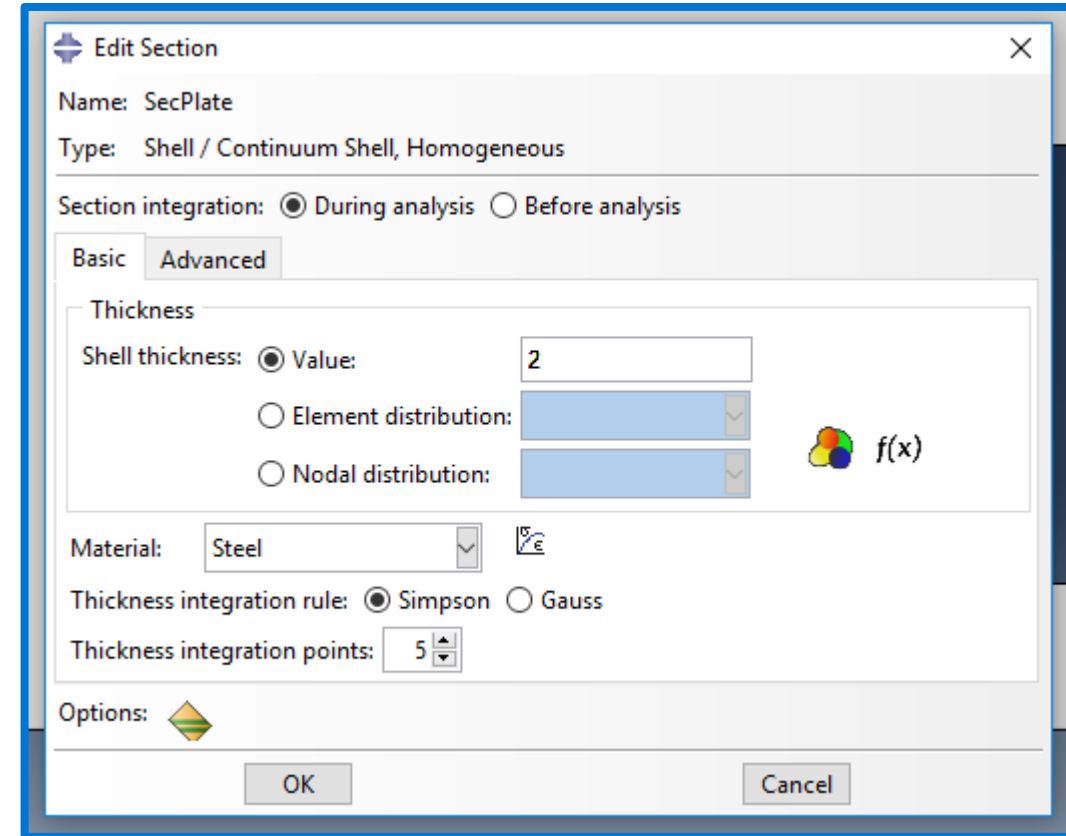 Edit Section
Name: SecPlate
Type: Shell / Continuum Shell, Homogeneous
Section integration: During analysis Before analysis
Basic Advanced
Thickness
Shell thickness: Value: 2
Element distribution:
f(x)
Nodal distribution:
Material: Steel σ ε
Thickness integration rule: Simpson Gauss
Thickness integration points: 5
Options:
OK Cancel